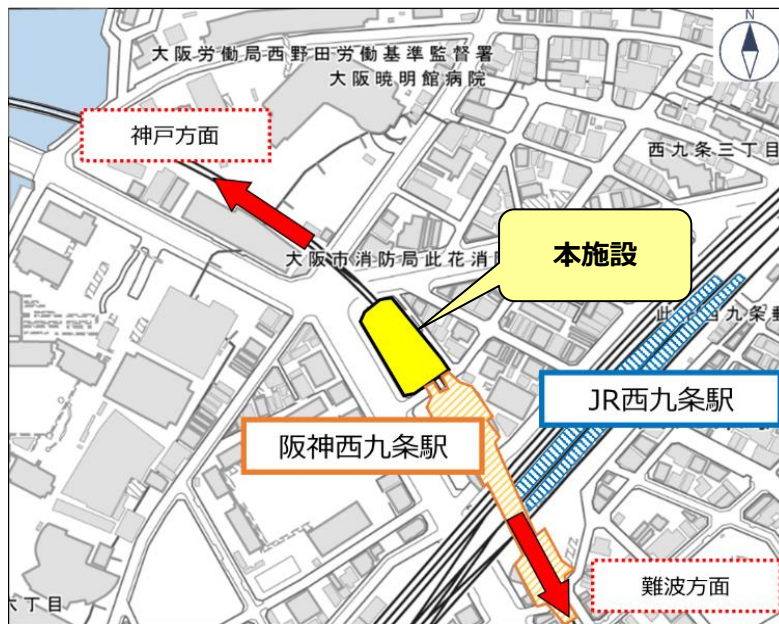 N
大阪労働局西野田労働基準監督署
大阪暁明館病院
神戸方面
西九条三丁目
本施設
大阪市消防局此花消
JR西九条駅
阪神西九条駅
難波方面
六丁目